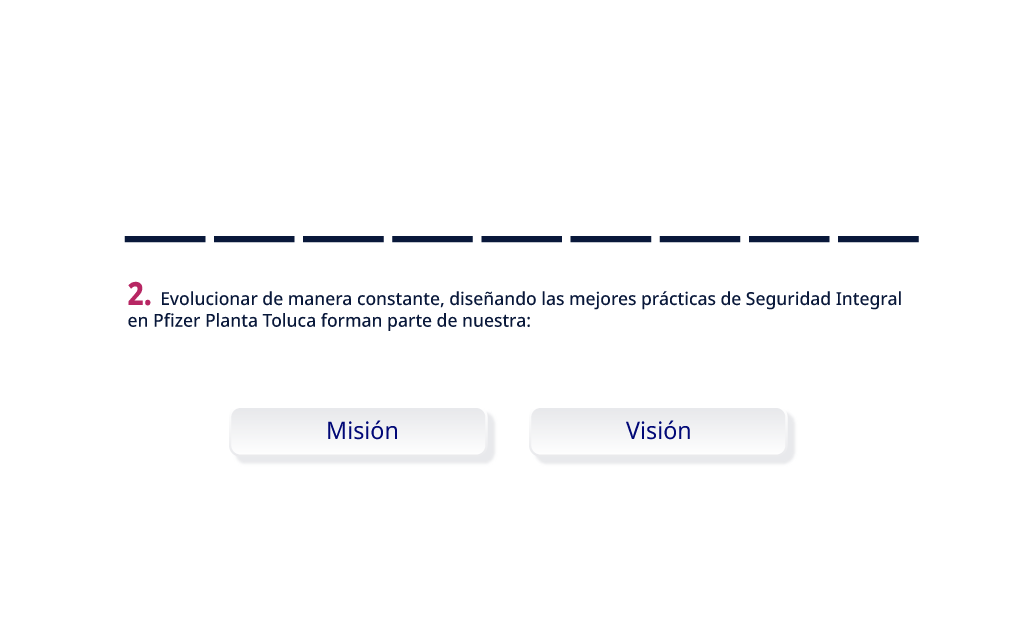 2. Evolucionar de manera constante, diseñando las mejores prácticas de Seguridad Integral
en Pfizer Planta Toluca forman parte de nuestra:
Misión
Visión